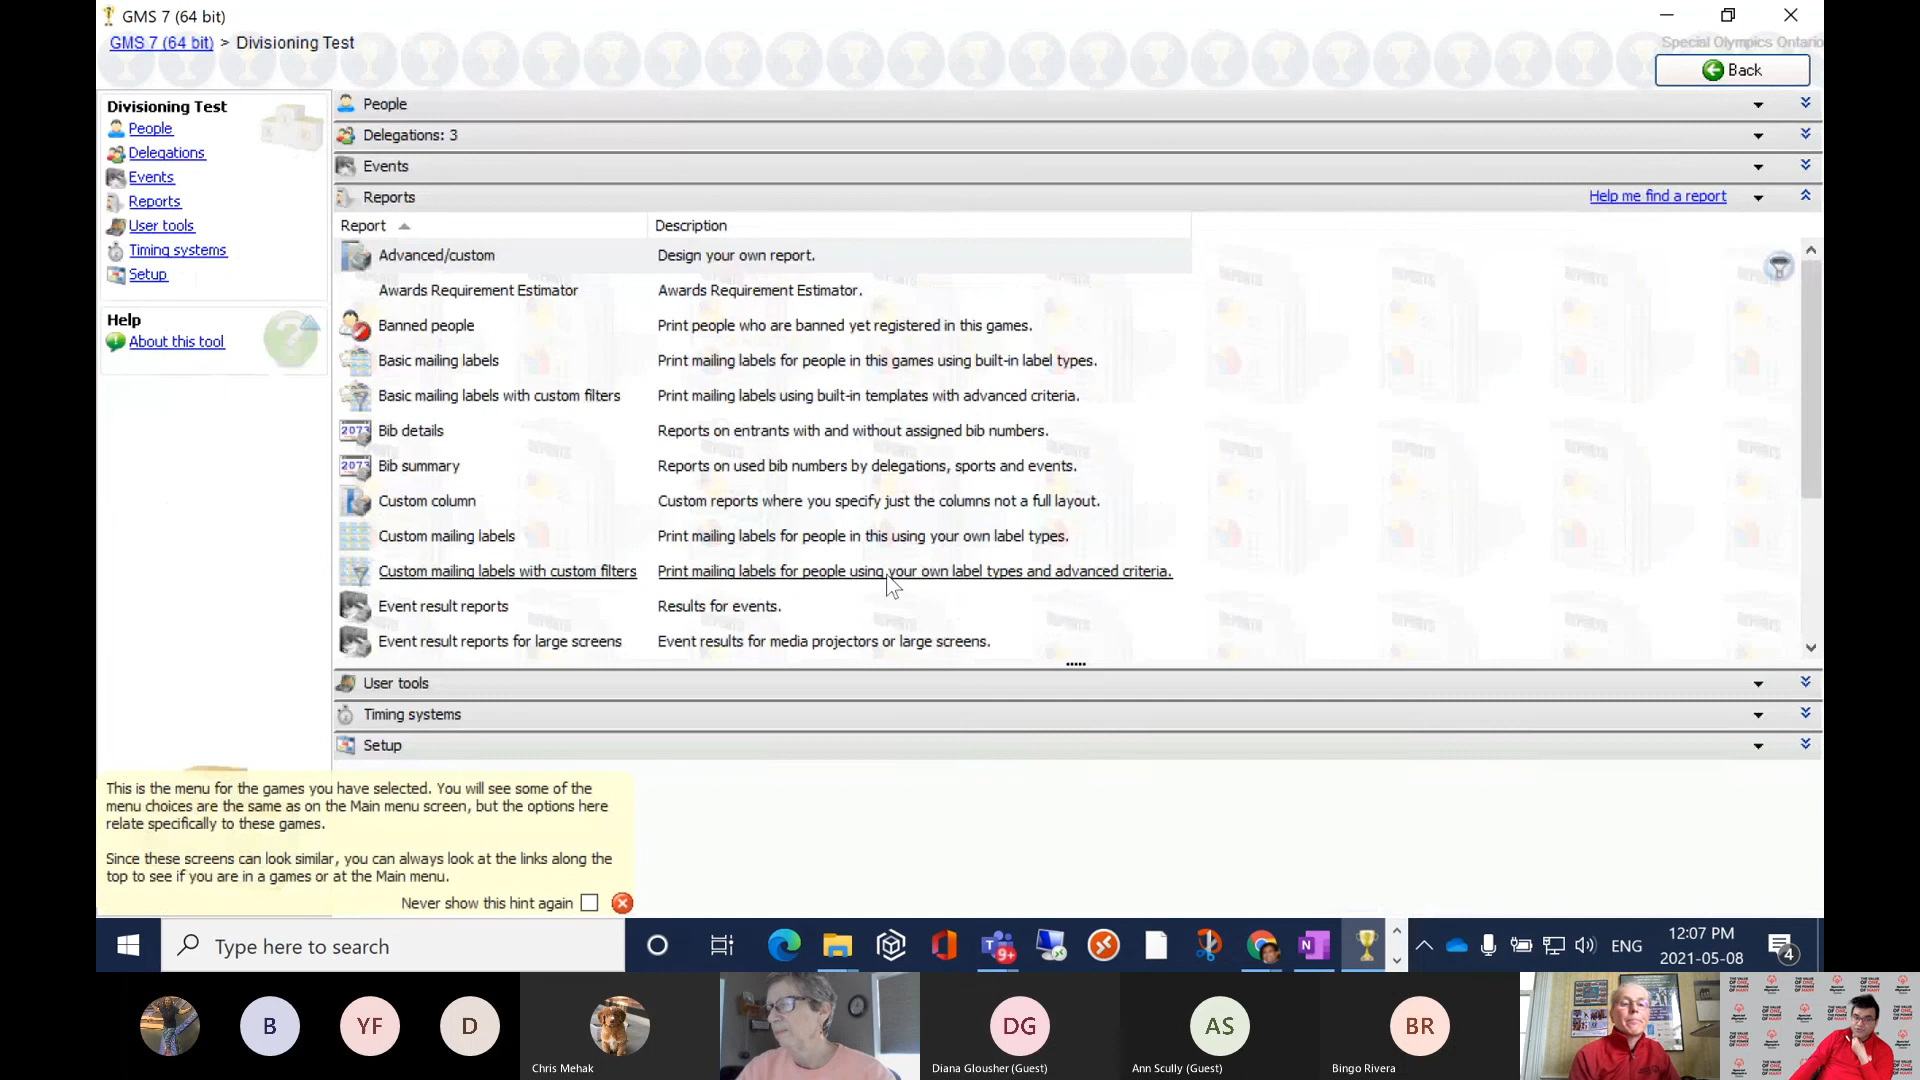 GMS 7 (64 bit)
GMS 7 (64 bit) > Divisioning Test
Special Olympics Ontario
Back
Divisioning Test
People
Delegations
Events
Reports
User tools
Timing systems
Setup
Help
About this tool
People
Delegations: 3
Events
Reports
Help me find a report
Report Description
Advanced/custom Design your own report.
Awards Requirement Estimator Awards Requirement Estimator.
Banned people Print people who are banned yet registered in this games.
Basic mailing labels Print mailing labels for people in this games using built-in label types.
Basic mailing labels with custom filters Print mailing labels using built-in templates with advanced criteria.
2073 Bib details Reports on entrants with and without assigned bib numbers.
2073 Bib summary Reports on used bib numbers by delegations, sports and events.
Custom column Custom reports where you specify just the columns not a full layout.
Custom mailing labels Print mailing labels for people in this using your own label types.
Custom mailing labels with custom filters Print mailing labels for people using your own label types and advanced criteria.
Event result reports Results for events.
Event result reports for large screens Event results for media projectors or large screens.
User tools
Timing systems
Setup
This is the menu for the games you have selected. You will see some of the
menu choices are the same as on the Main menu screen, but the options here
relate specifically to these games.
Since these screens can look similar, you can always look at the links along the
top to see if you are in a games or at the Main menu.
Never show this hint again
Type here to search
9+
N
ENG
12:07 PM
2021-05-08
4
B
YF
D
Chris Mehak
DG
Diana Glousher (Guest)
AS
Ann Scully (Guest)
BR
Bingo Rivera